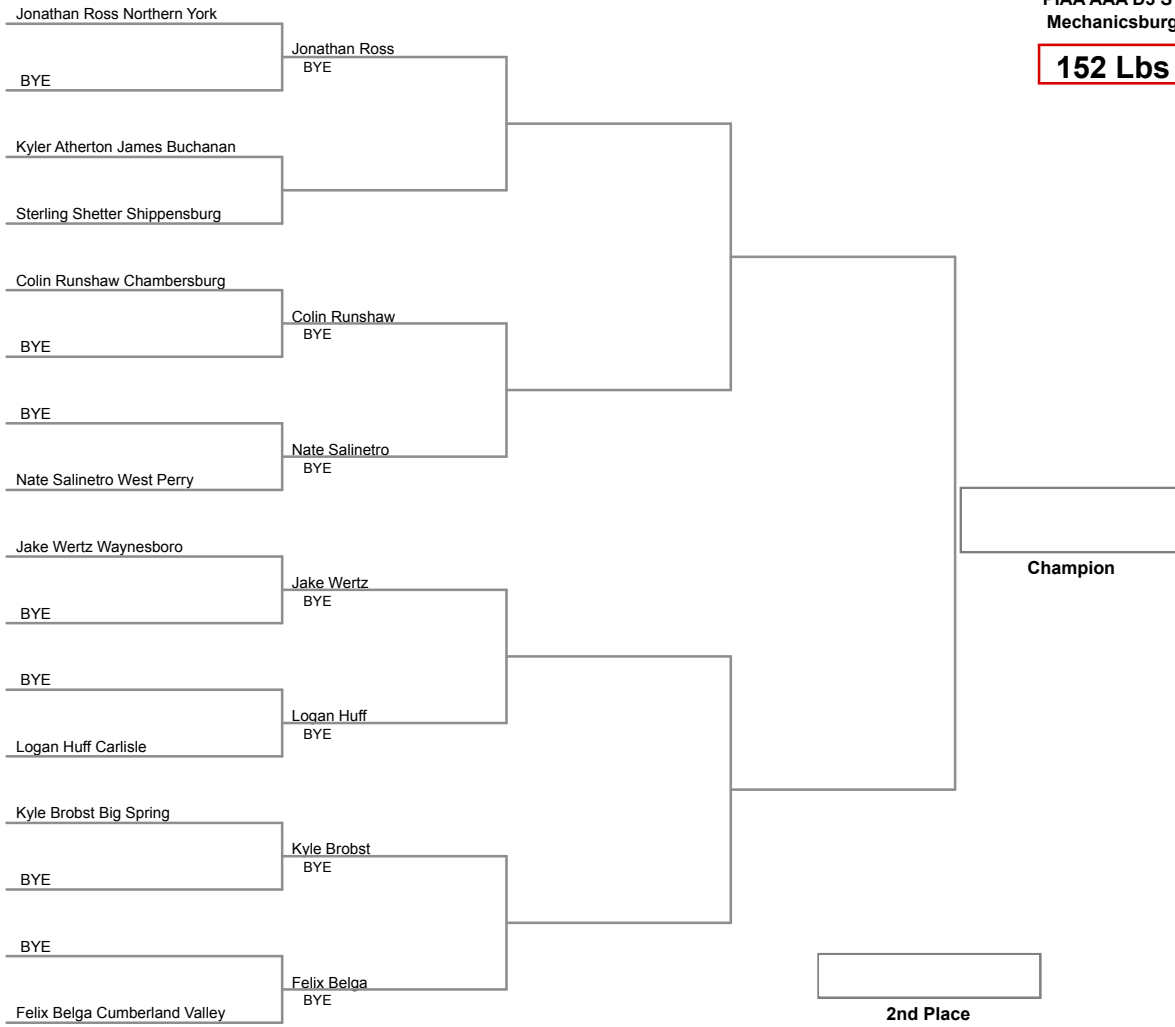 PIAA AAA D3 S
Mechanicsburg
152 Lbs
Jonathan Ross Northern York
Jonathan Ross
BYE
BYE
Kyler Atherton James Buchanan
Sterling Shetter Shippensburg
Colin Runshaw Chambersburg
Colin Runshaw
BYE
BYE
BYE
Nate Salinetro
BYE
Nate Salinetro West Perry
Jake Wertz Waynesboro
Jake Wertz
BYE
BYE
BYE
Logan Huff
BYE
Logan Huff Carlisle
Kyle Brobst Big Spring
Kyle Brobst
BYE
BYE
BYE
Felix Belga
BYE
Felix Belga Cumberland Valley
Champion
2nd Place